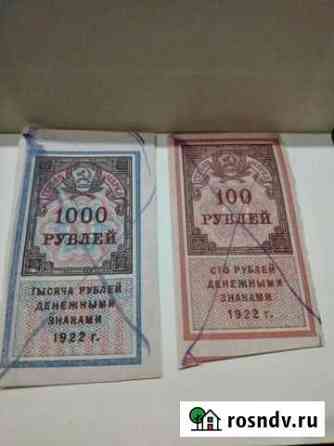 1000
РУБЛЕЙ
ТЫСЯЧА РУБЛЕЙ
ДЕНЕЖНЫМИ
ЗНАКАМИ
1922 г.
100
РУБЛЕЙ
СТО РУБЛЕЙ
ДЕНЕЖНЫМИ
ЗНАКАМИ
1922 г.
rosndv.ru